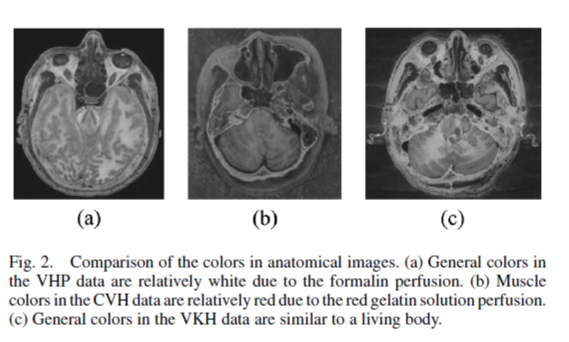 (a)
(b)
(c)
Fig. 2. Comparison of the colors in anatomical images. (a) General colors in
the VHP data are relatively white due to the formalin perfusion. (b) Muscle
colors in the CVH data are relatively red due to the red gelatin solution perfusion.
(c) General colors in the VKH data are similar to a living body.